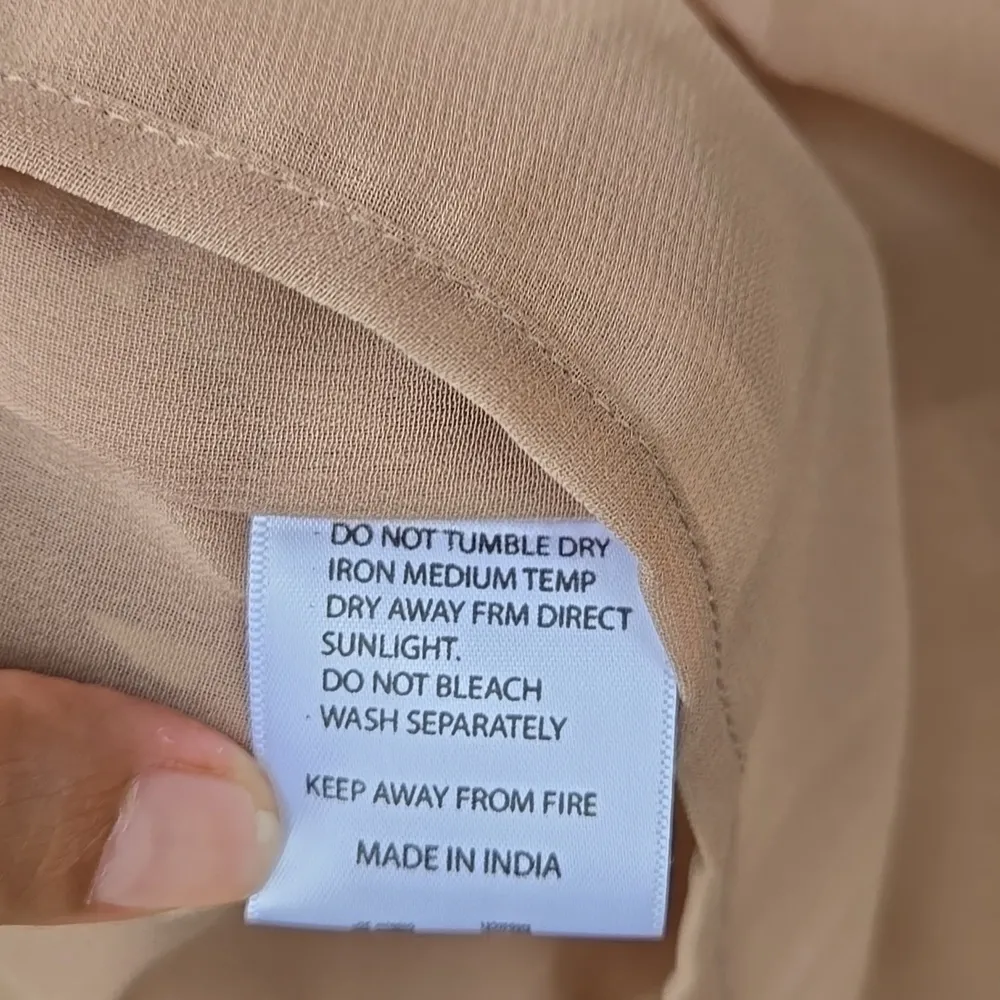 DO NOT TUMBLE DRY
IRON MEDIUM TEMP
DRY AWAY FRM DIRECT
SUNLIGHT.
DO NOT BLEACH
WASH SEPARATELY
KEEP AWAY FROM FIRE
MADE IN INDIA